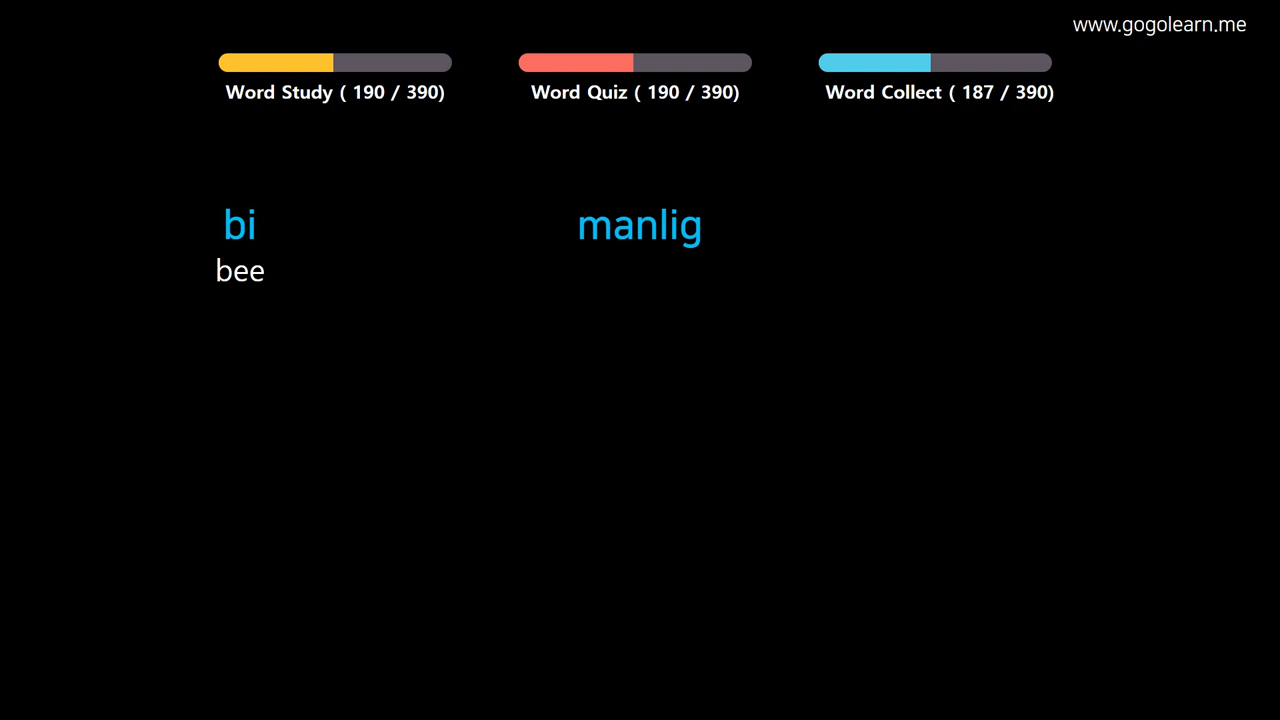 www.gogolearn.me
Word Study ( 190 / 390)
Word Quiz ( 190 / 390)
Word Collect ( 187 / 390)
bi
bee
manlig